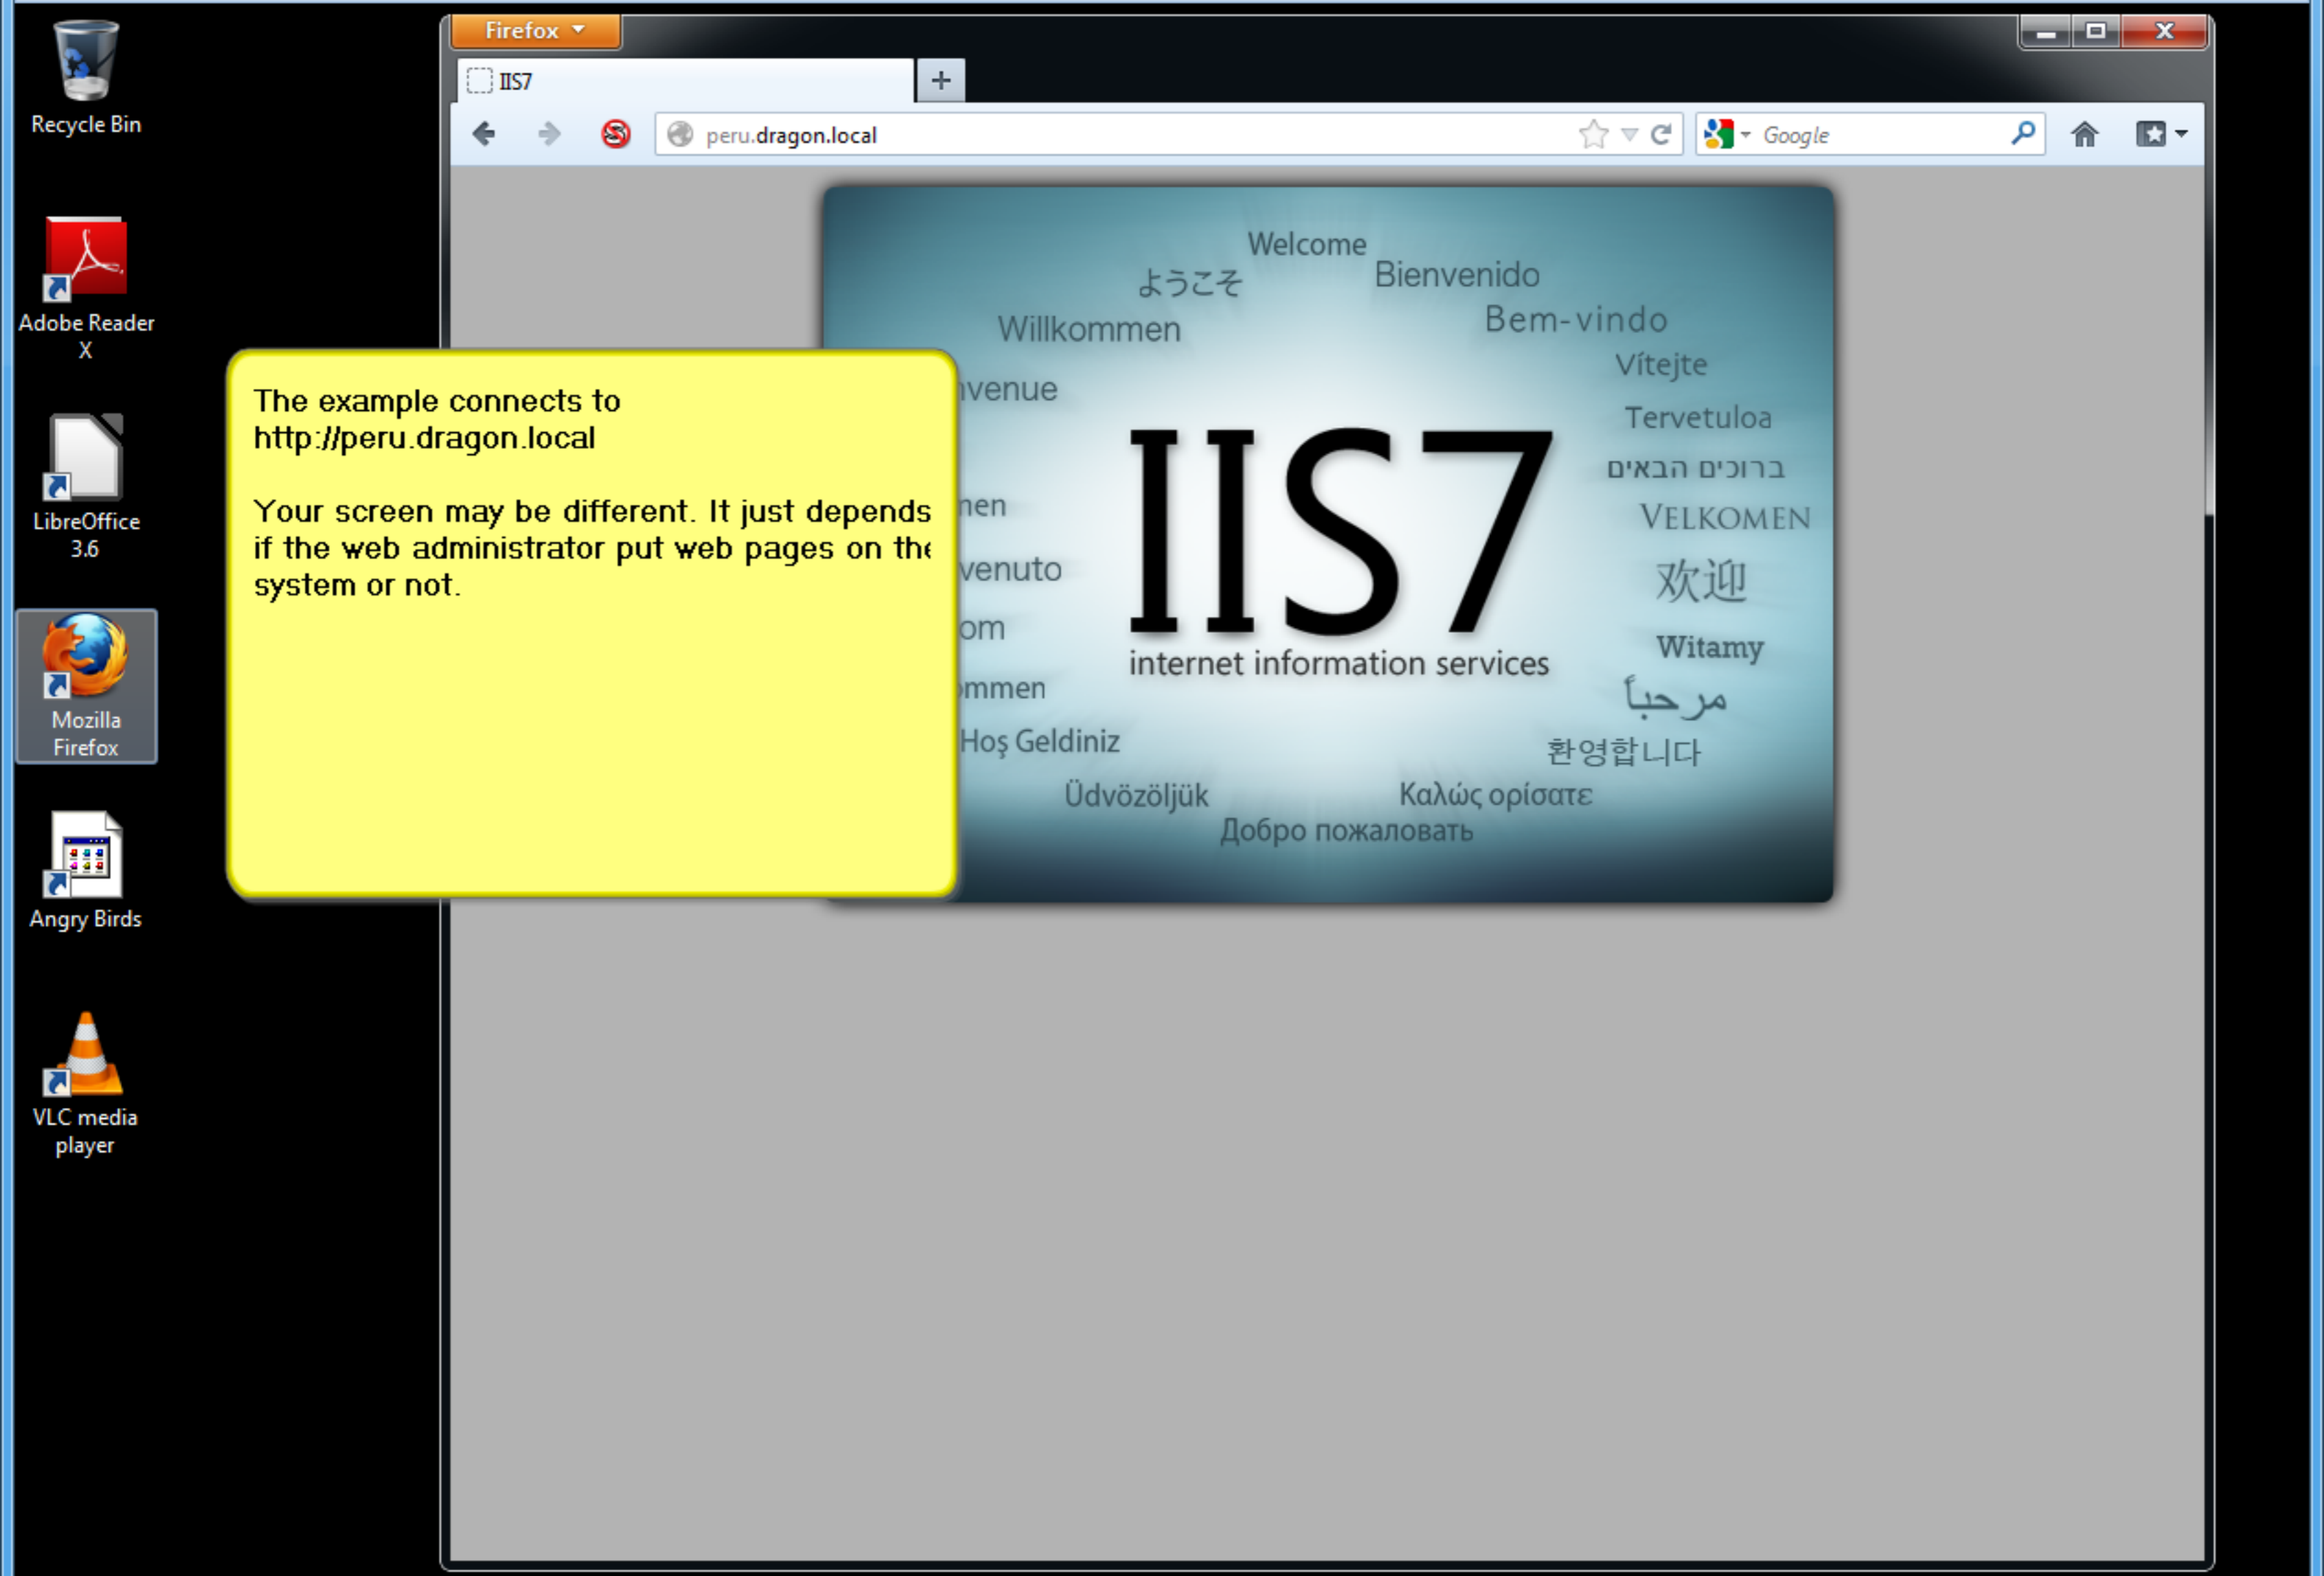 Recycle Bin
Adobe Reader
X
LibreOffice
3.6
Mozilla
Firefox
Angry Birds
VLC media
player
Firefox
IIS7
peru.dragon.local
Google
The example connects to
http://peru.dragon.local
Your screen may be different. It just depends
if the web administrator put web pages on the
system or not.
Welcome
ようこそ
Bienvenido
Willkommen
Bem-vindo
Vítejte
Tervetuloa
ברוכים הבאים
VELKOMEN
欢迎
Witamy
مرحباً
환영합니다
Hoş Geldiniz
Üdvözöljük
Καλώς ορίσατε
Добро пожаловать
IIS7
internet information services